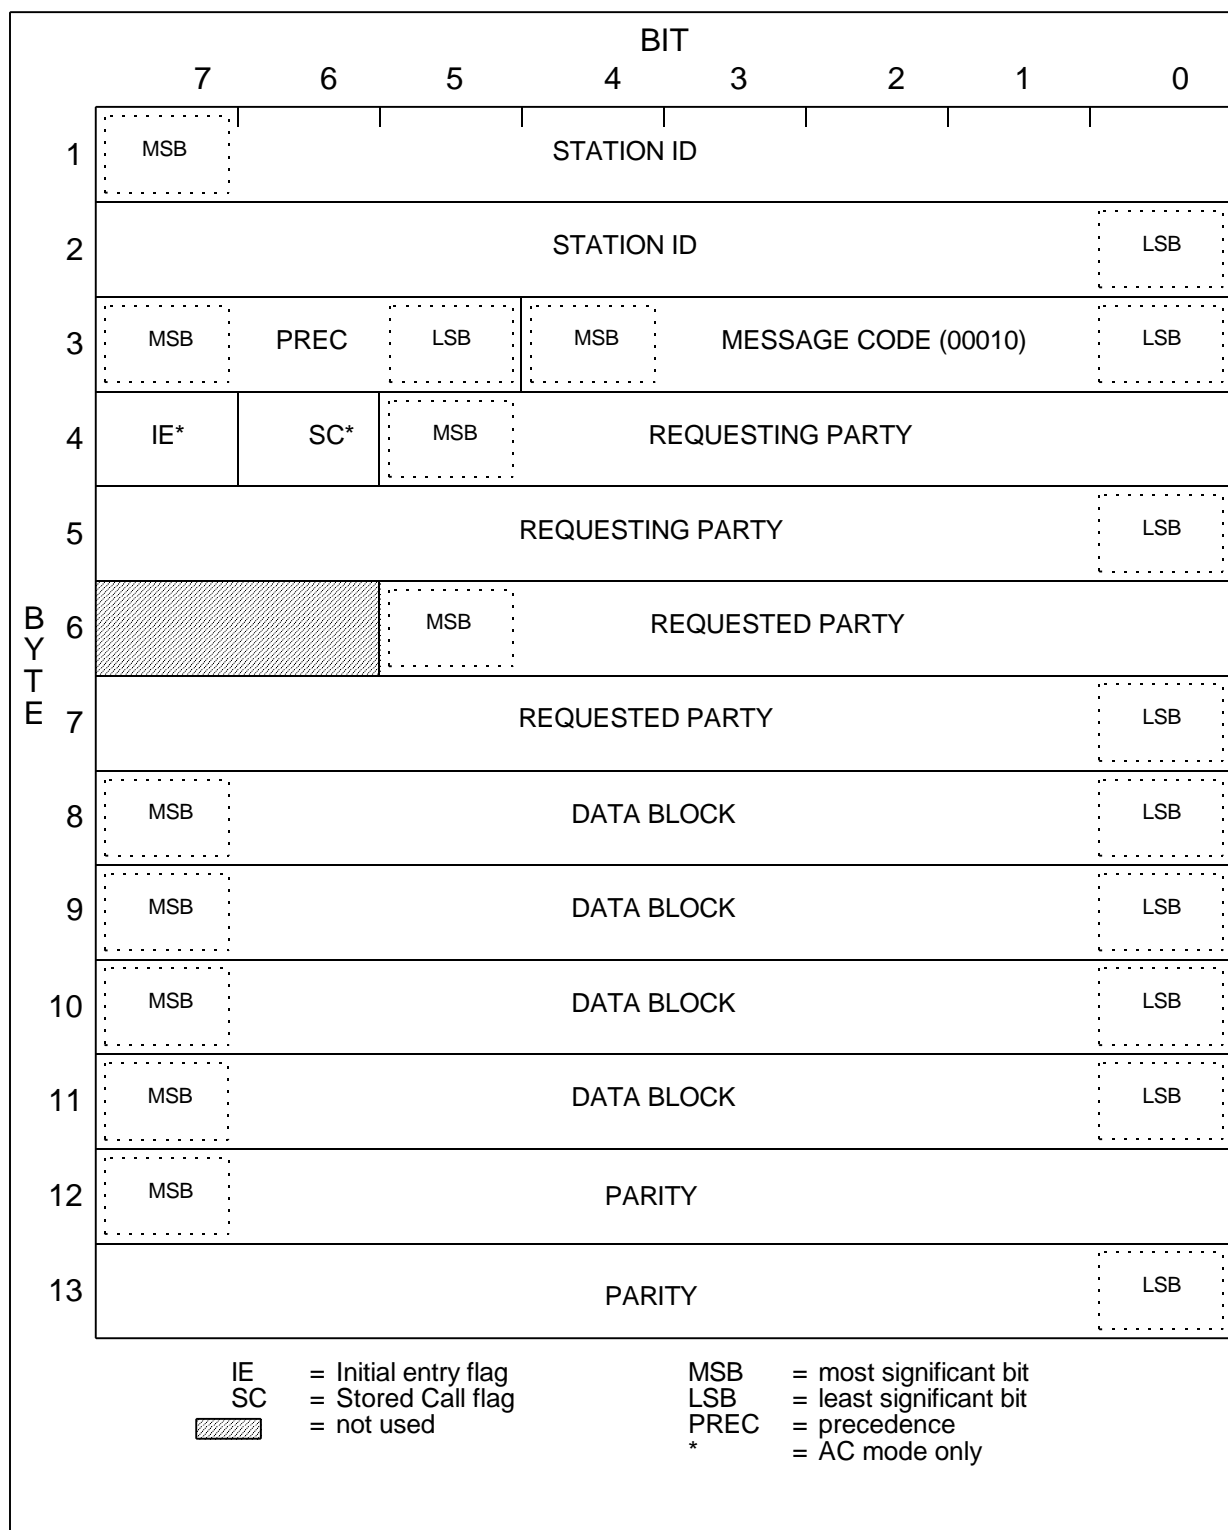 BIT
7 6 5 4 3 2 1 0
1 MSB STATION ID
2 STATION ID LSB
3 MSB PREC LSB MSB MESSAGE CODE (00010) LSB
4 IE* SC* MSB REQUESTING PARTY
5 REQUESTING PARTY LSB
BYTE
6 MSB REQUESTED PARTY
7 REQUESTED PARTY LSB
8 MSB DATA BLOCK LSB
9 MSB DATA BLOCK LSB
10 MSB DATA BLOCK LSB
11 MSB DATA BLOCK LSB
12 MSB PARITY
13 PARITY LSB
IE = Initial entry flag MSB = most significant bit
SC = Stored Call flag LSB = least significant bit
= not used PREC = precedence
* = AC mode only